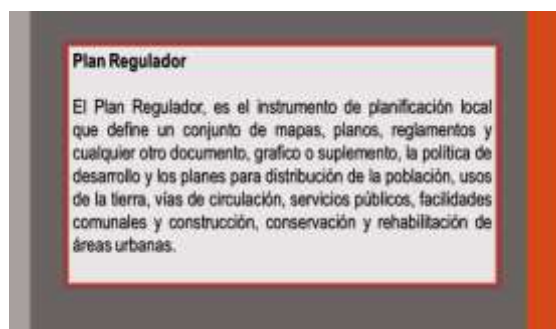 Plan Regulador
El Plan Regulador, es el instrumento de planificación local
que define un conjunto de mapas, planos, reglamentos y
cualquier otro documento, grafico o suplemento, la política de
desarrollo y los planes para distribución de la población, usos
de la tierra, vías de circulación, servicios públicos, facilidades
comunales y construcción, conservación y rehabilitación de
áreas urbanas.